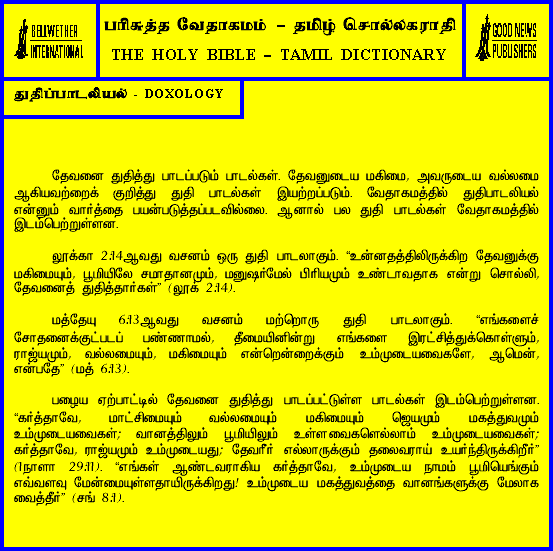 BELLWETHER
INTERNATIONAL
பரிசுத்த வேதாகமம் – தமிழ் சொல்லகராதி
THE HOLY BIBLE – TAMIL DICTIONARY
GOOD NEWS
PUBLISHERS
துதிப்பாடலியல் - DOXOLOGY
தேவனை துதித்து பாடப்படும் பாடல்கள். தேவனுடைய மகிமை, அவருடைய வல்லமை
ஆகியவற்றைக் குறித்து துதி பாடல்கள் இயற்றப்படும். வேதாகமத்தில் துதிபாடலியல்
என்னும் வார்த்தை பயன்படுத்தப்படவில்லை. ஆனால் பல துதி பாடல்கள் வேதாகமத்தில்
இடம்பெற்றுள்ளன.
லூக்கா 2:14ஆவது வசனம் ஒரு துதி பாடலாகும். “உன்னதத்திலிருக்கிற தேவனுக்கு
மகிமையும், பூமியிலே சமாதானமும், மனுஷர்மேல் பிரியமும் உண்டாவதாக என்று சொல்லி,
தேவனைத் துதித்தார்கள்” (லூக் 2:14).
மத்தேயு 6:13ஆவது வசனம் மற்றொரு துதி பாடலாகும். “எங்களைச்
சோதனைக்குட்படப் பண்ணாமல், தீமையினின்று எங்களை இரட்சித்துக்கொள்ளும்,
ராஜ்யமும், வல்லமையும், மகிமையும் என்றென்றைக்கும் உம்முடையவைகளே, ஆமென்,
என்பதே” (மத் 6:13).
பழைய ஏற்பாட்டில் தேவனை துதித்து பாடப்பட்டுள்ள பாடல்கள் இடம்பெற்றுள்ளன.
“கர்த்தாவே, மாட்சிமையும் வல்லமையும் மகிமையும் ஜெயமும் மகத்துவமும்
உம்முடையவைகள்; வானத்திலும் பூமியிலும் உள்ளவைகளெல்லாம் உம்முடையவைகள்;
கர்த்தாவே, ராஜ்யமும் உம்முடையது; தேவரீர் எல்லாருக்கும் தலைவராய் உயர்ந்திருக்கிறீர்”
(1நாளா 29:11). “எங்கள் ஆண்டவராகிய கர்த்தாவே, உம்முடைய நாமம் பூமியெங்கும்
எவ்வளவு மேன்மையுள்ளதாயிருக்கிறது! உம்முடைய மகத்துவத்தை வானங்களுக்கு மேலாக
வைத்தீர்” (சங் 8:1).